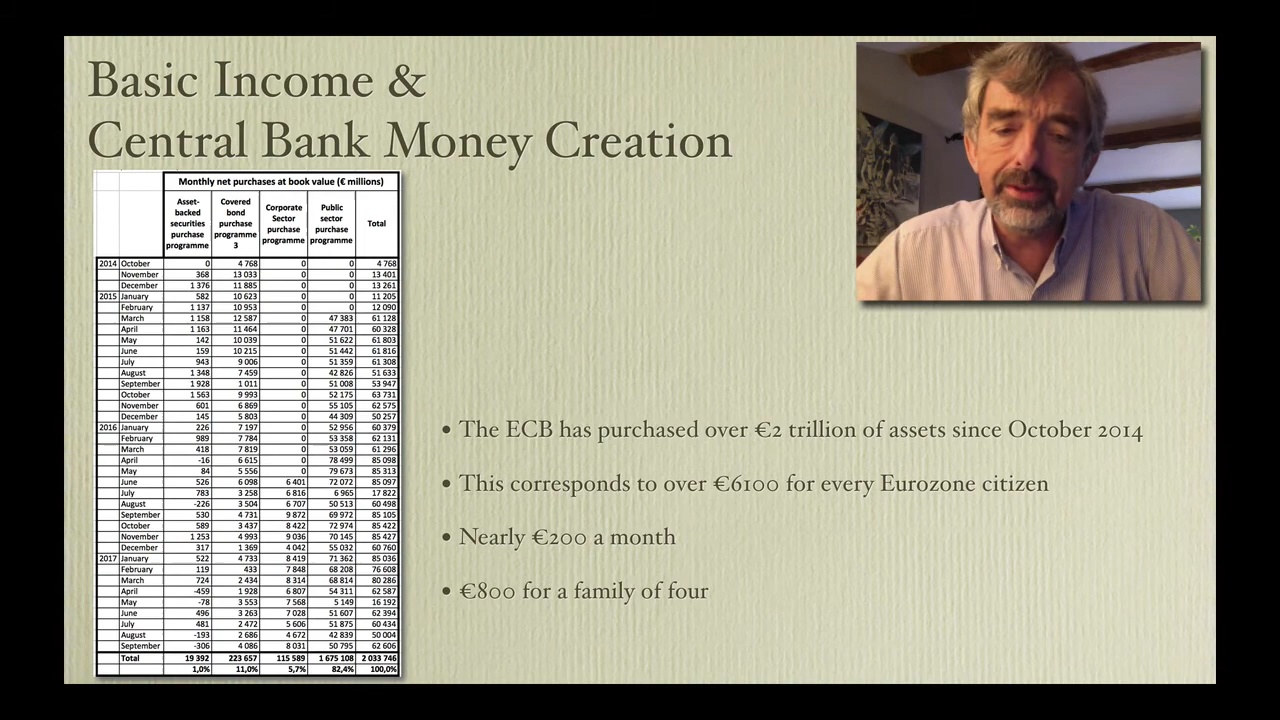 Basic Income &
Central Bank Money Creation
Monthly net purchases at book value (€ millions)
Asset-backed securities purchase programme Covered bond purchase programme 3 Corporate Sector purchase programme Public sector purchase programme Total
2014 October 0 4 768 0 0 4 768
November 368 13 033 0 0 13 401
December 1 376 11 885 0 0 13 261
2015 January 582 10 623 0 0 11 205
February 1 137 10 953 0 0 12 090
March 1 158 12 587 0 47 383 61 128
April 1 163 11 464 0 47 701 60 328
May 142 10 039 0 51 622 61 803
June 159 10 215 0 51 442 61 816
July 943 9 006 0 51 359 61 308
August 1 348 7 459 0 42 826 51 633
September 1 928 1 011 0 51 008 53 947
October 1 563 9 993 0 52 175 63 731
November 601 6 869 0 55 105 62 575
December 145 5 803 0 44 309 50 257
2016 January 226 7 197 0 52 956 60 379
February 989 7 784 0 53 358 62 131
March 418 7 819 0 53 059 61 296
April -16 6 615 0 78 499 85 098
May 84 5 556 0 79 673 85 313
June 526 6 098 6 401 72 072 85 097
July 783 3 258 6 816 6 965 17 822
August -226 3 504 6 707 50 513 60 498
September 530 4 731 9 872 69 972 85 105
October 589 3 437 8 422 72 974 85 422
November 1 253 4 993 9 036 70 145 85 427
December 317 1 369 4 042 55 032 60 760
2017 January 522 4 733 8 419 71 362 85 036
February 119 433 7 848 68 208 76 608
March 724 2 434 8 314 68 814 80 286
April -459 1 928 6 807 54 311 62 587
May -78 3 553 7 568 5 149 16 192
June 496 3 263 7 028 51 607 62 394
July 481 2 472 5 606 51 875 60 434
August -193 2 686 4 672 42 839 50 004
September -306 4 086 8 031 50 795 62 606
Total 19 392 223 657 115 589 1 675 108 2 033 746
1,0% 11,0% 5,7% 82,4% 100,0%
• The ECB has purchased over €2 trillion of assets since October 2014
• This corresponds to over €6100 for every Eurozone citizen
• Nearly €200 a month
• €800 for a family of four